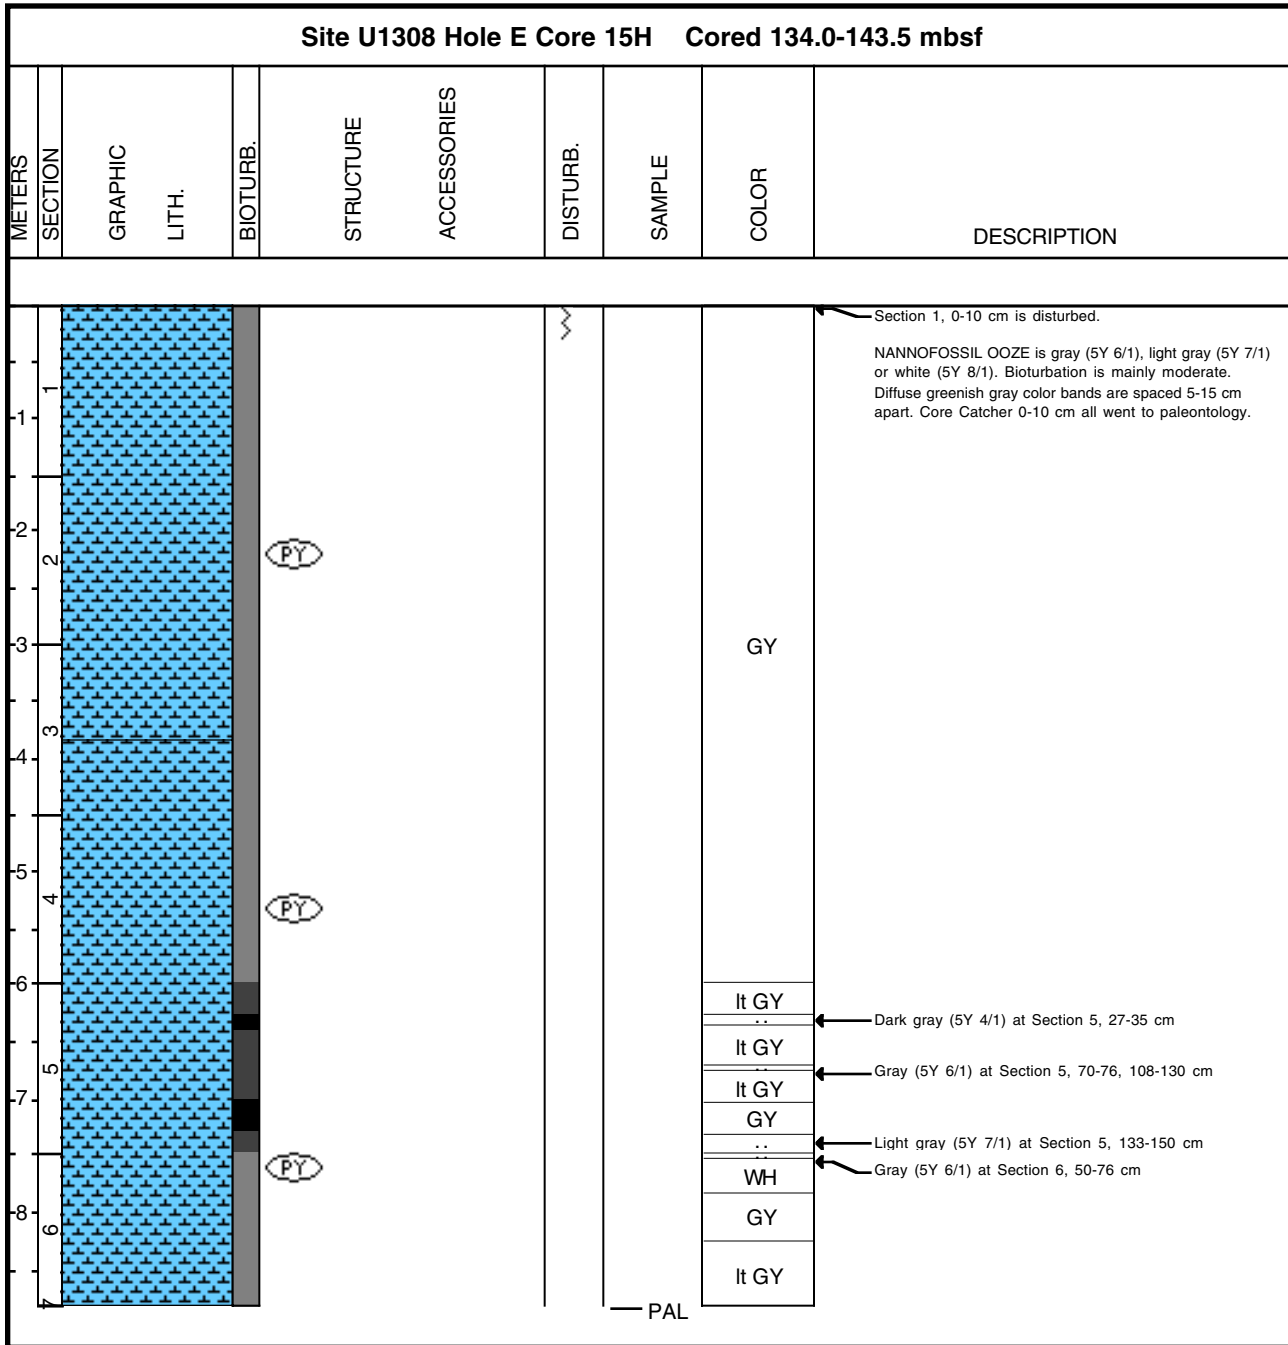 Site U1308 Hole E Core 15H Cored 134.0-143.5 mbsf
METERS
SECTION
GRAPHIC
LITH.
BIOTURB.
STRUCTURE
ACCESSORIES
DISTURB.
SAMPLE
COLOR
DESCRIPTION
Section 1, 0-10 cm is disturbed.
NANNOFOSSIL OOZE is gray (5Y 6/1), light gray (5Y 7/1)
or white (5Y 8/1). Bioturbation is mainly moderate.
Diffuse greenish gray color bands are spaced 5-15 cm
apart. Core Catcher 0-10 cm all went to paleontology.
1
1
2
2
PY
3
GY
3
4
5
4
PY
6
lt GY
Dark gray (5Y 4/1) at Section 5, 27-35 cm
lt GY
5
Gray (5Y 6/1) at Section 5, 70-76, 108-130 cm
7
lt GY
GY
Light gray (5Y 7/1) at Section 5, 133-150 cm
PY
Gray (5Y 6/1) at Section 6, 50-76 cm
WH
8
6
GY
lt GY
7
PAL